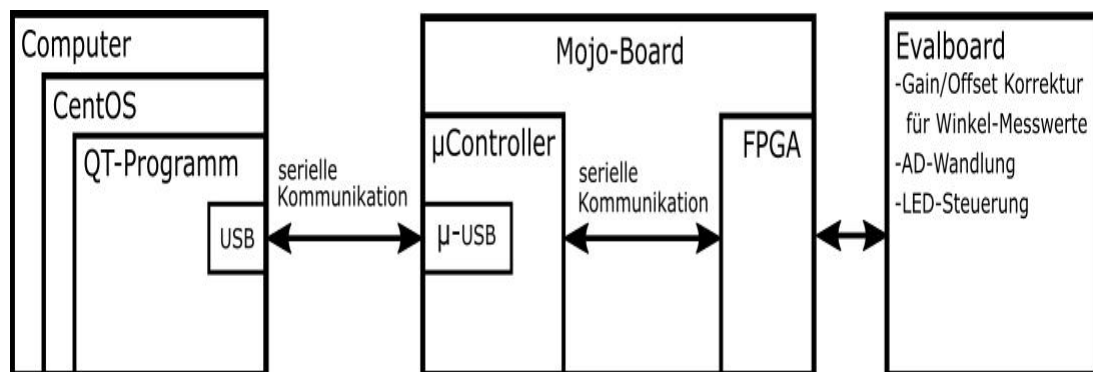 Computer
CentOS
QT-Programm
USB
serielle
Kommunikation
Mojo-Board
µController
µ-USB
serielle
Kommunikation
FPGA
Evalboard
-Gain/Offset Korrektur
für Winkel-Messwerte
-AD-Wandlung
-LED-Steuerung